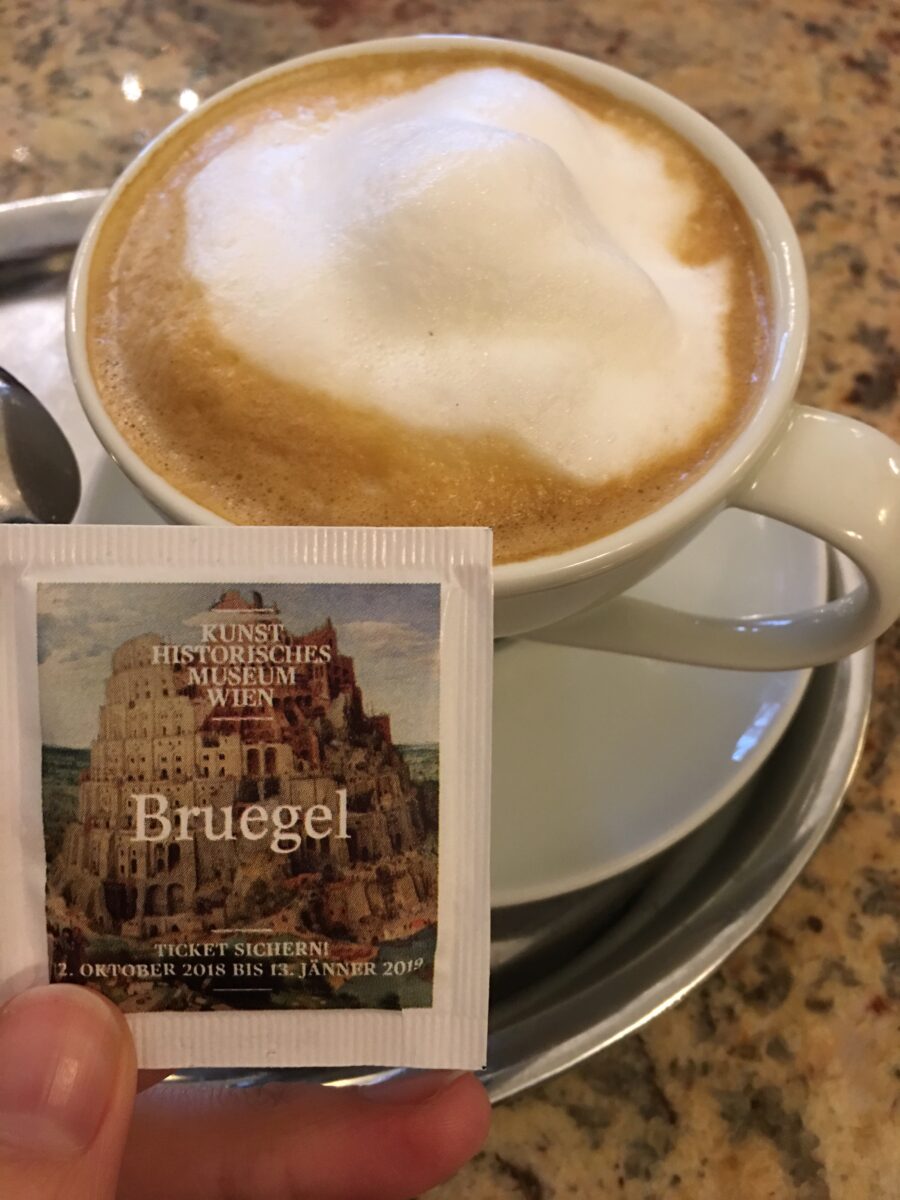 KUNST
HISTORISCHES
MUSEUM
WIEN
Bruegel
TICKET SICHERN!
2. OKTOBER 2018 BIS 13. JÄNNER 2019